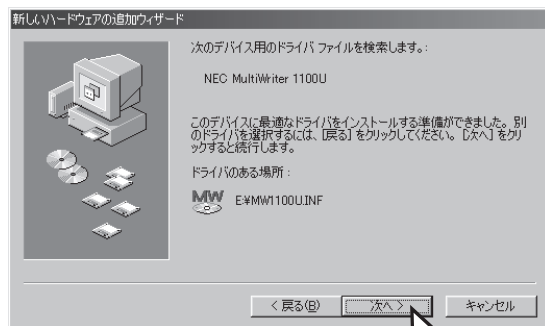 新しいハードウェアの追加ウィザード
次のデバイス用のドライバ ファイルを検索します。:
NEC MultiWriter 1100U
このデバイスに最適なドライバをインストールする準備ができました。別
のドライバを選択するには、[戻る] をクリックしてください。[次へ] をクリ
ックすると続行します。
ドライバのある場所:
MW E:¥MW1100U.INF
< 戻る(B) 次へ > キャンセル